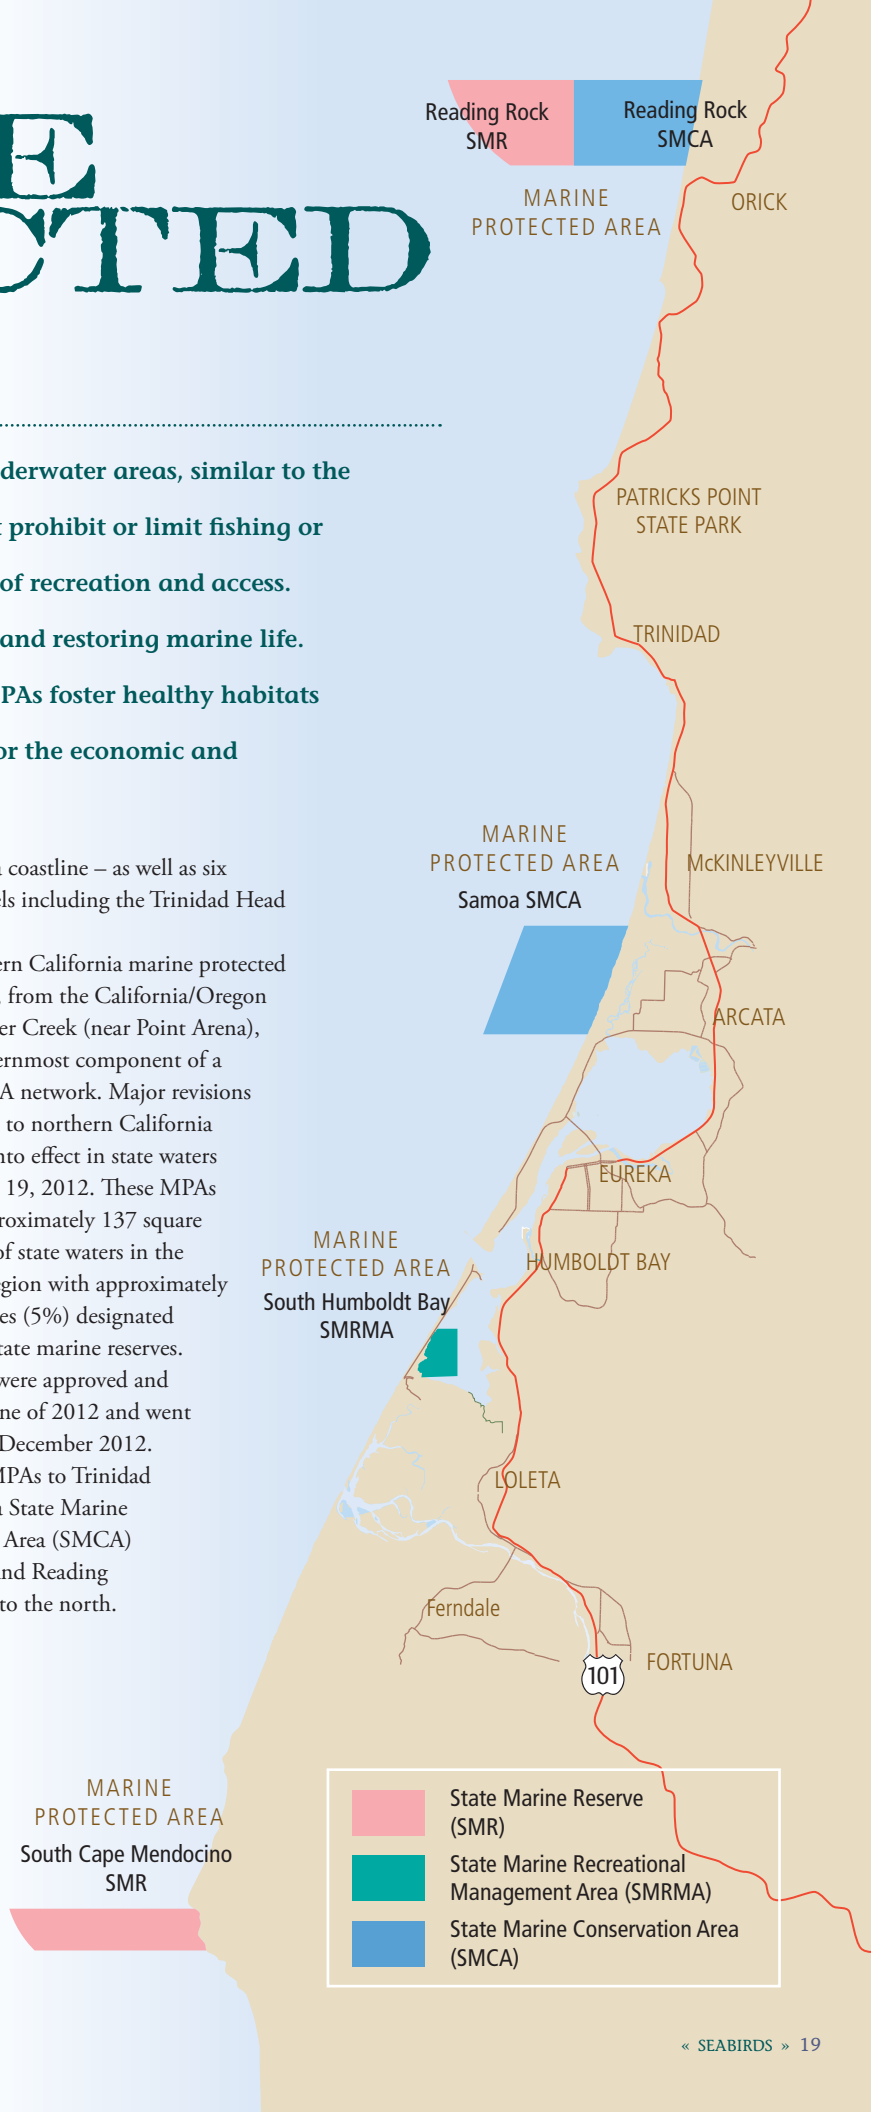 E
CTED
derwater areas, similar to the
prohibit or limit fishing or
of recreation and access.
and restoring marine life.
PAs foster healthy habitats
or the economic and
coastline – as well as six
els including the Trinidad Head
ern California marine protected
, from the California/Oregon
er Creek (near Point Arena),
ernmost component of a
A network. Major revisions
to northern California
nto effect in state waters
19, 2012. These MPAs
roximately 137 square
of state waters in the
egion with approximately
es (5%) designated
tate marine reserves.
were approved and
ne of 2012 and went
December 2012.
MPAs to Trinidad
a State Marine
Area (SMCA)
and Reading
to the north.
Reading Rock
SMR
Reading Rock
SMCA
MARINE
PROTECTED AREA
ORICK
PATRICKS POINT
STATE PARK
TRINIDAD
MARINE
PROTECTED AREA
Samoa SMCA
McKINLEYVILLE
ARCATA
EUREKA
MARINE
PROTECTED AREA
South Humboldt Bay
SMRMA
HUMBOLDT BAY
LOLETA
Ferndale
FORTUNA
101
MARINE
PROTECTED AREA
South Cape Mendocino
SMR
State Marine Reserve
(SMR)
State Marine Recreational
Management Area (SMRMA)
State Marine Conservation Area
(SMCA)
« SEABIRDS » 19